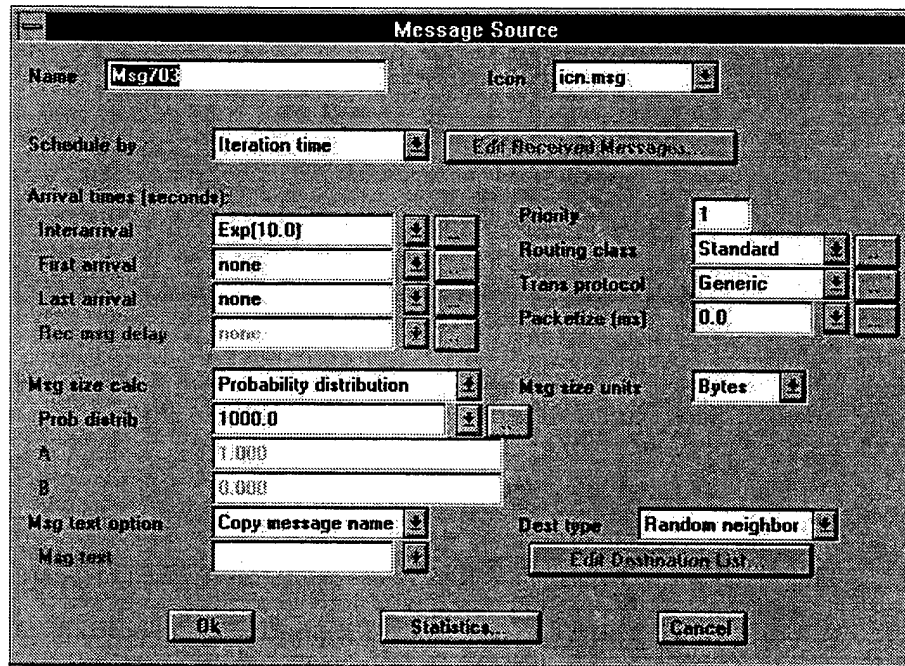 Message Source
Name Msg703 Icon icn.msg
Schedule by Iteration time Edit Received Messages...
Arrival times (seconds):
Interarrival Exp(10.0) ... Priority 1
First arrival none ... Routing class Standard ...
Last arrival none ... Trans protocol Generic ...
Rec msg delay none ... Packetize (ms) 0.0 ...
Msg size calc Probability distribution Msg size units Bytes
Prob distrib 1000.0 ...
A 1.000
B 0.000
Msg text option Copy message name Dest type Random neighbor
Msg text Edit Destination List...
Ok Statistics... Cancel